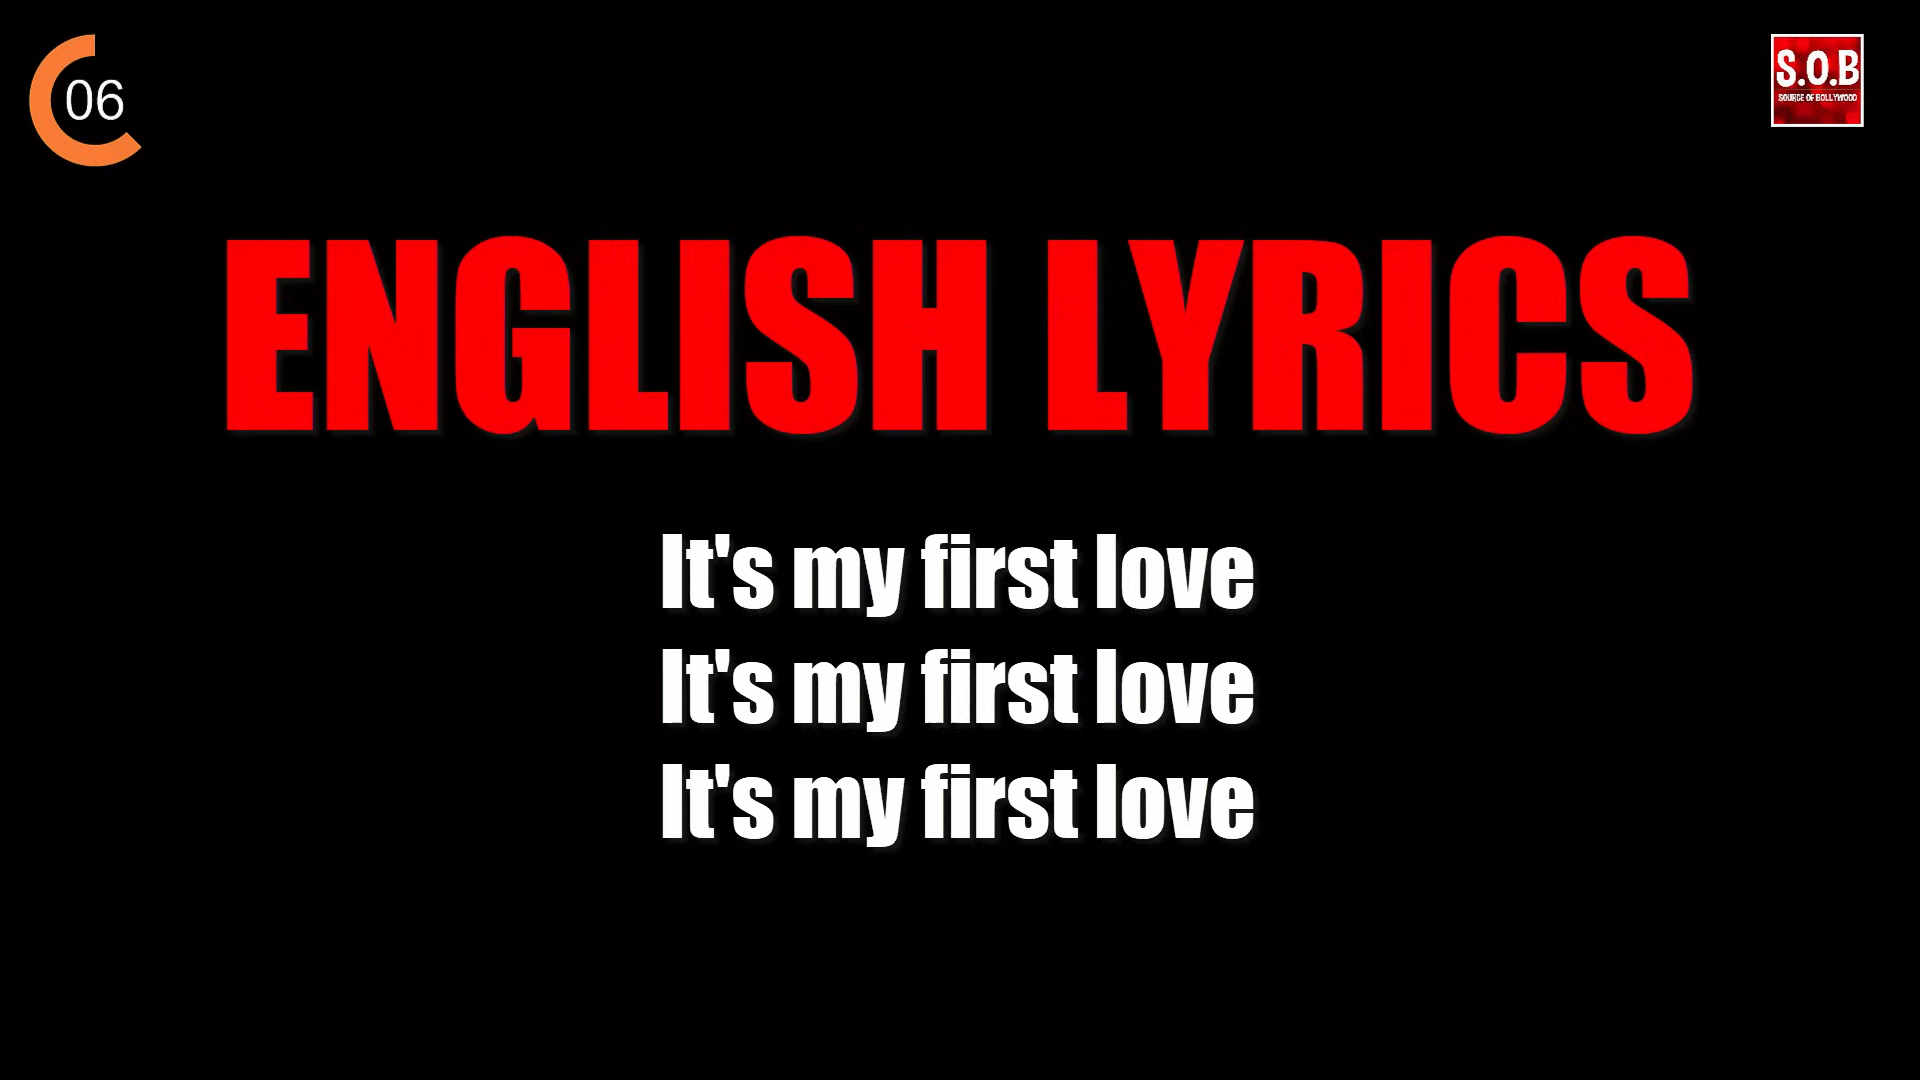 06
S.O.B
SOURCE OF BOLLYWOOD
ENGLISH LYRICS
It's my first love
It's my first love
It's my first love